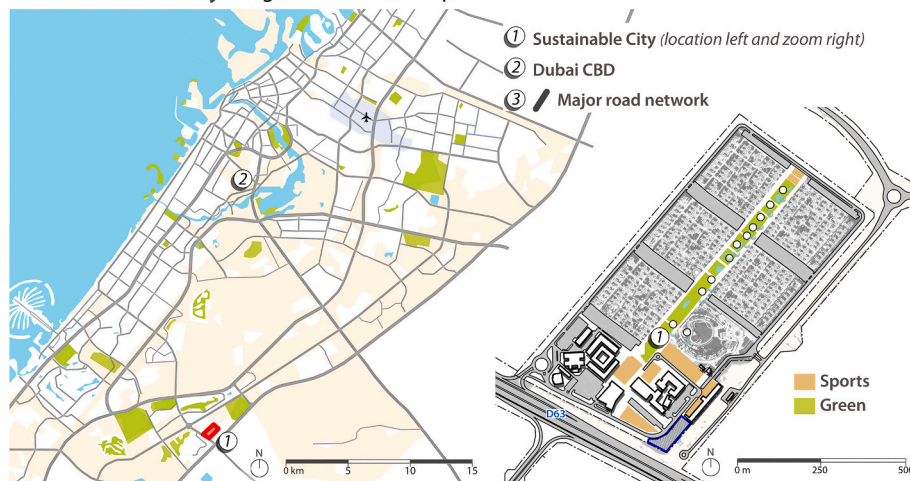 1 Sustainable City (location left and zoom right)
2 Dubai CBD
3 Major road network
2
1
N
0 km 5 10 15
1
D63
Sports
Green
N
0 m 250 500